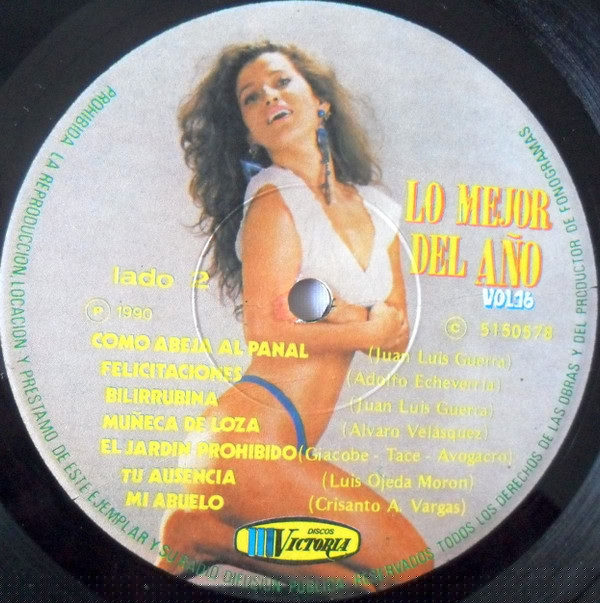 LO MEJOR
DEL AÑO
VOL.16
lado 2
Ⓟ 1990
© 5150578
COMO ABEJA AL PANAL (Juan Luis Guerra)
FELICITACIONES (Adolfo Echeverria)
BILIRRUBINA (Juan Luis Guerra)
MUÑECA DE LOZA (Alvaro Velásquez)
EL JARDIN PROHIBIDO (Giacobe - Tace - Avogacro)
TU AUSENCIA (Luis Ojeda Moron)
MI ABUELO (Crisanto A. Vargas)
DISCOS
VICTORIA
PROHIBIDA LA REPRODUCCION, LOCACION Y PRESTAMO DE ESTE EJEMPLAR Y SU RADIO DIFUSION PUBLICA. RESERVADOS TODOS LOS DERECHOS DE LAS OBRAS Y DEL PRODUCTOR DE FONOGRAMAS